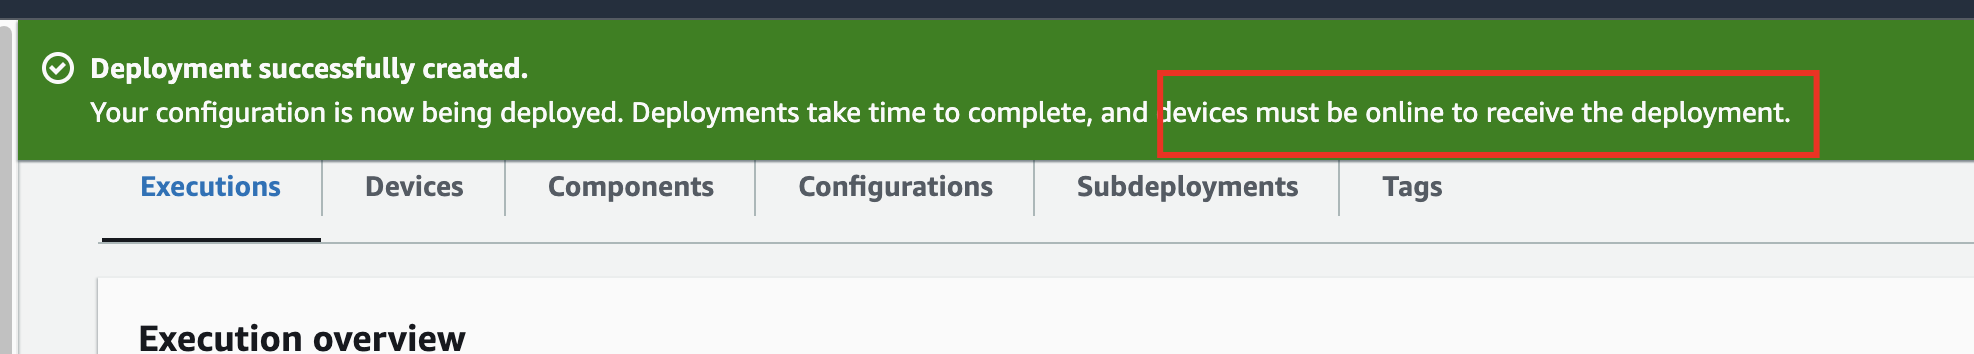 Deployment successfully created.
Your configuration is now being deployed. Deployments take time to complete, and devices must be online to receive the deployment.
Executions Devices Components Configurations Subdeployments Tags
Execution overview